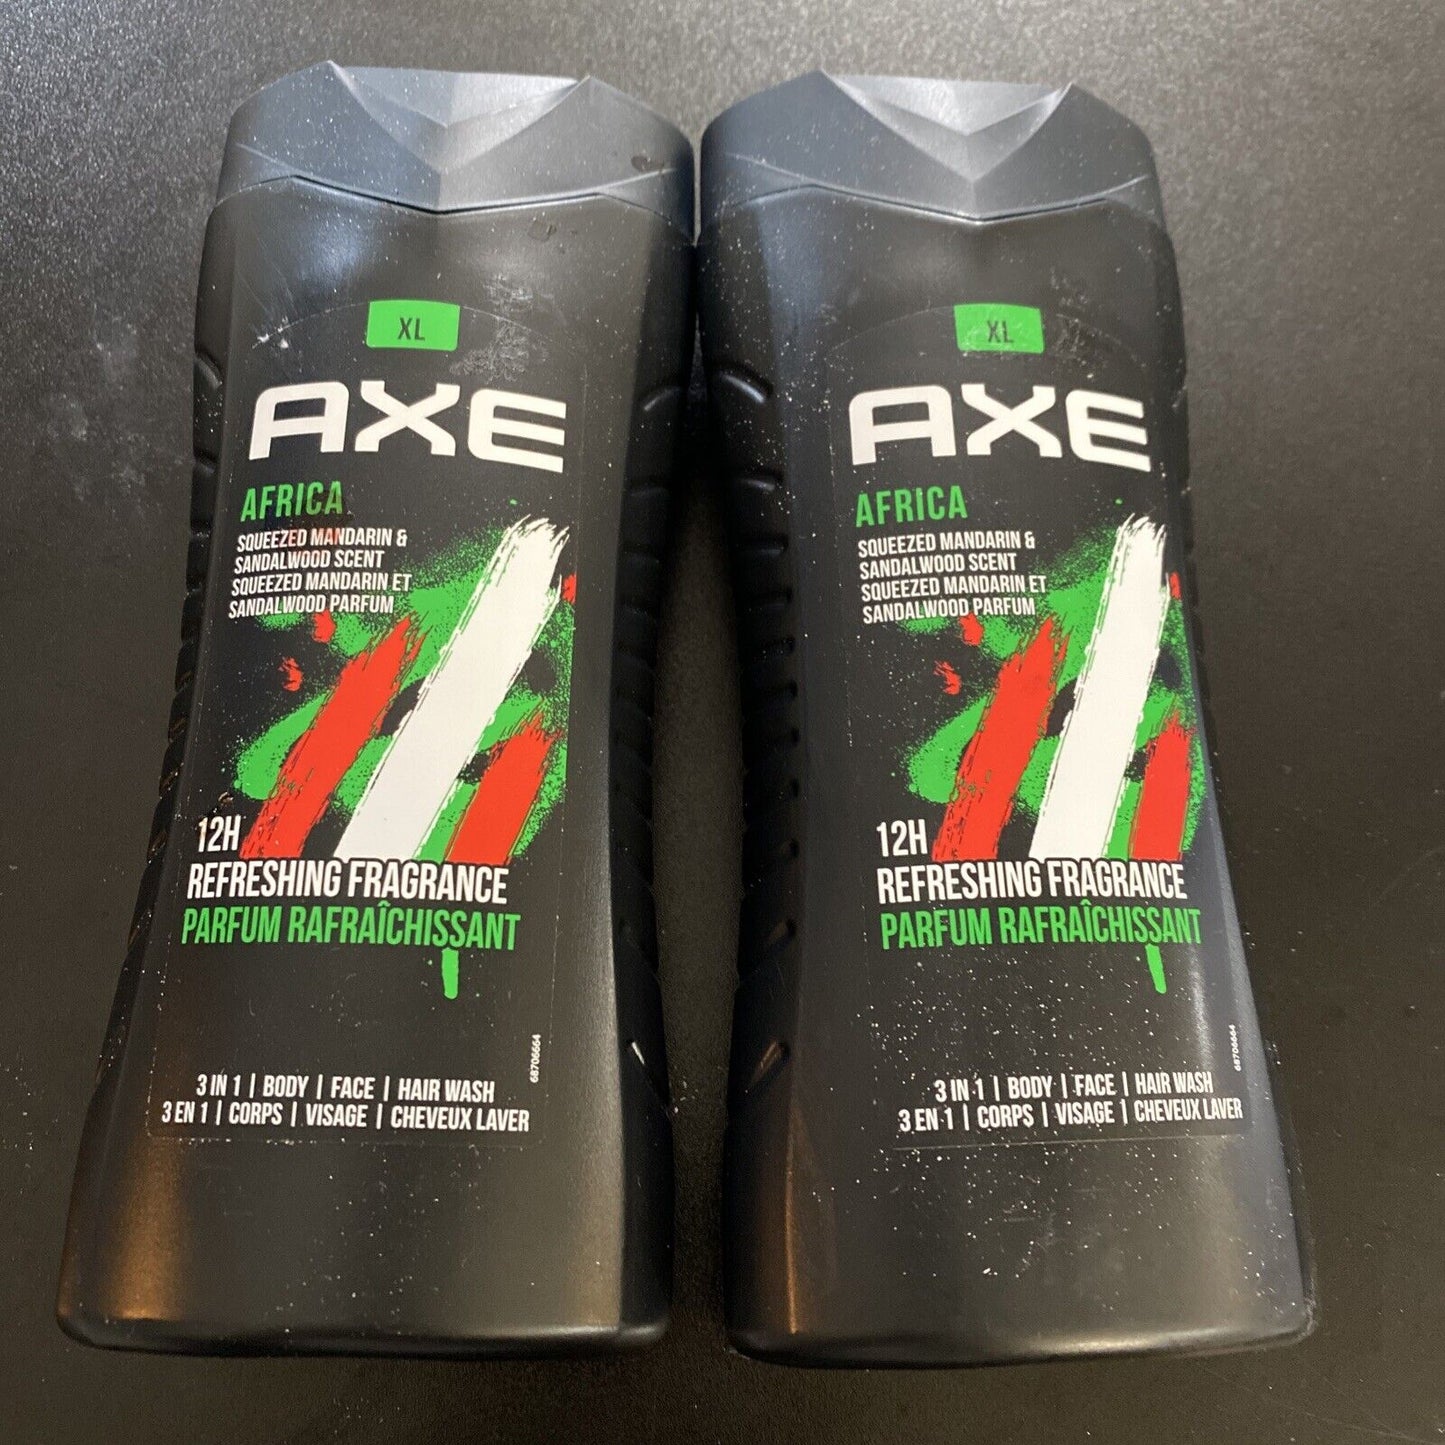 XL
AXE
AFRICA
SQUEEZED MANDARIN &
SANDALWOOD SCENT
SQUEEZED MANDARIN ET
SANDALWOOD PARFUM
12H
REFRESHING FRAGRANCE
PARFUM RAFRAÎCHISSANT
68706664
3 IN 1 | BODY | FACE | HAIR WASH
3 EN 1 | CORPS | VISAGE | CHEVEUX LAVER
XL
AXE
AFRICA
SQUEEZED MANDARIN &
SANDALWOOD SCENT
SQUEEZED MANDARIN ET
SANDALWOOD PARFUM
12H
REFRESHING FRAGRANCE
PARFUM RAFRAÎCHISSANT
68706664
3 IN 1 | BODY | FACE | HAIR WASH
3 EN 1 | CORPS | VISAGE | CHEVEUX LAVER